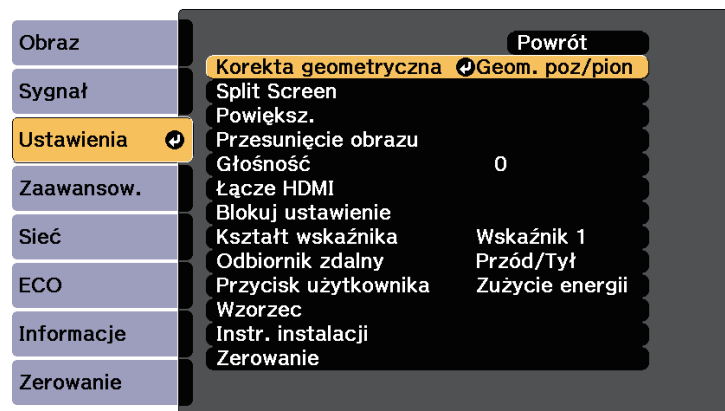 Obraz
Sygnał
Ustawienia
Zaawansow.
Sieć
ECO
Informacje
Zerowanie
Powrót
Korekta geometryczna Geom. poz/pion
Split Screen
Powiększ.
Przesunięcie obrazu
Głośność 0
Łącze HDMI
Blokuj ustawienie
Kształt wskaźnika Wskaźnik 1
Odbiornik zdalny Przód/Tył
Przycisk użytkownika Zużycie energii
Wzorzec
Instr. instalacji
Zerowanie